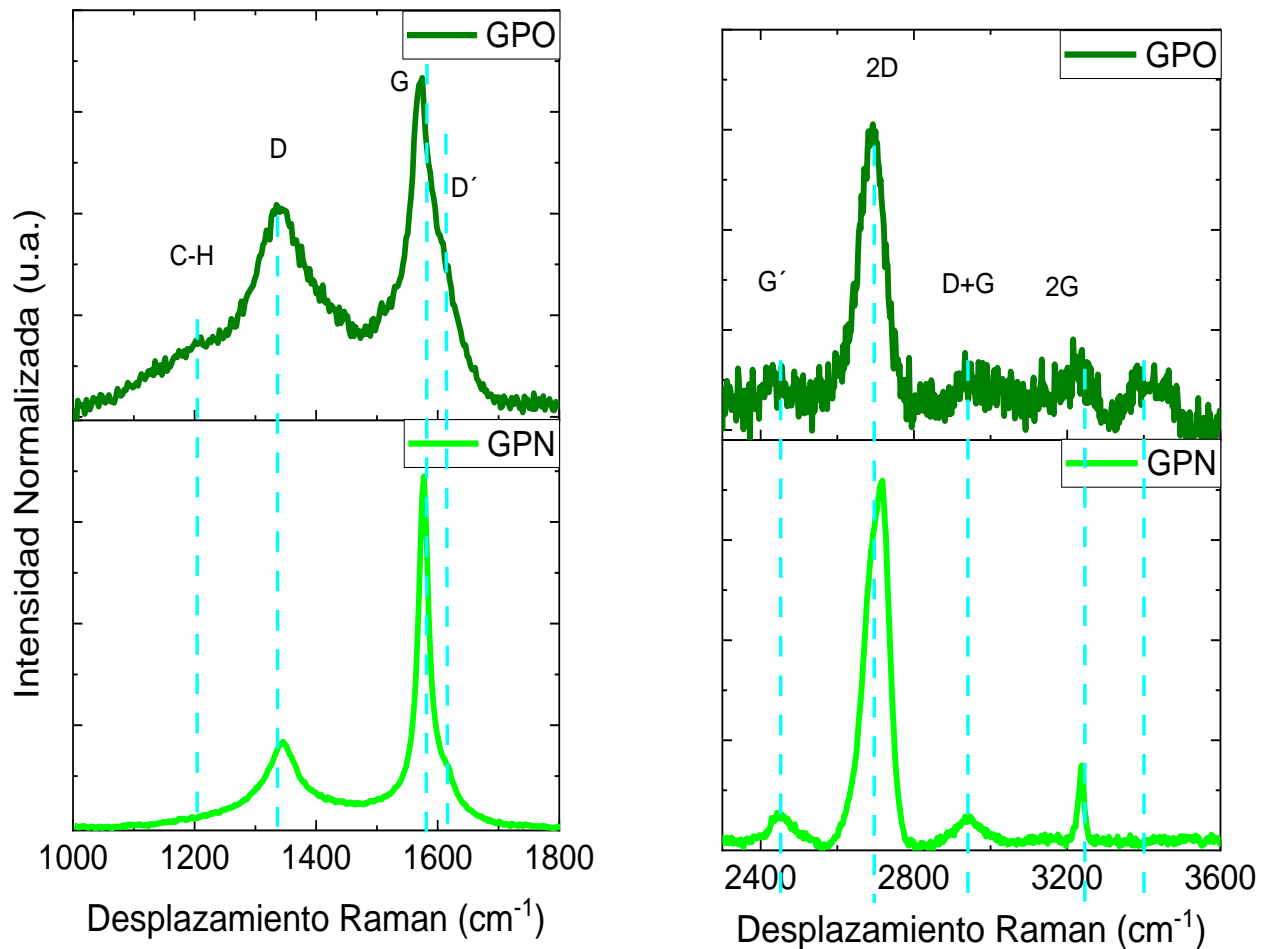 Intensidad Normalizada (u.a.)
GPO
G
D
D´
C-H
GPN
1000 1200 1400 1600 1800
Desplazamiento Raman (cm-1)
GPO
2D
G´
D+G
2G
GPN
2400 2800 3200 3600
Desplazamiento Raman (cm-1)